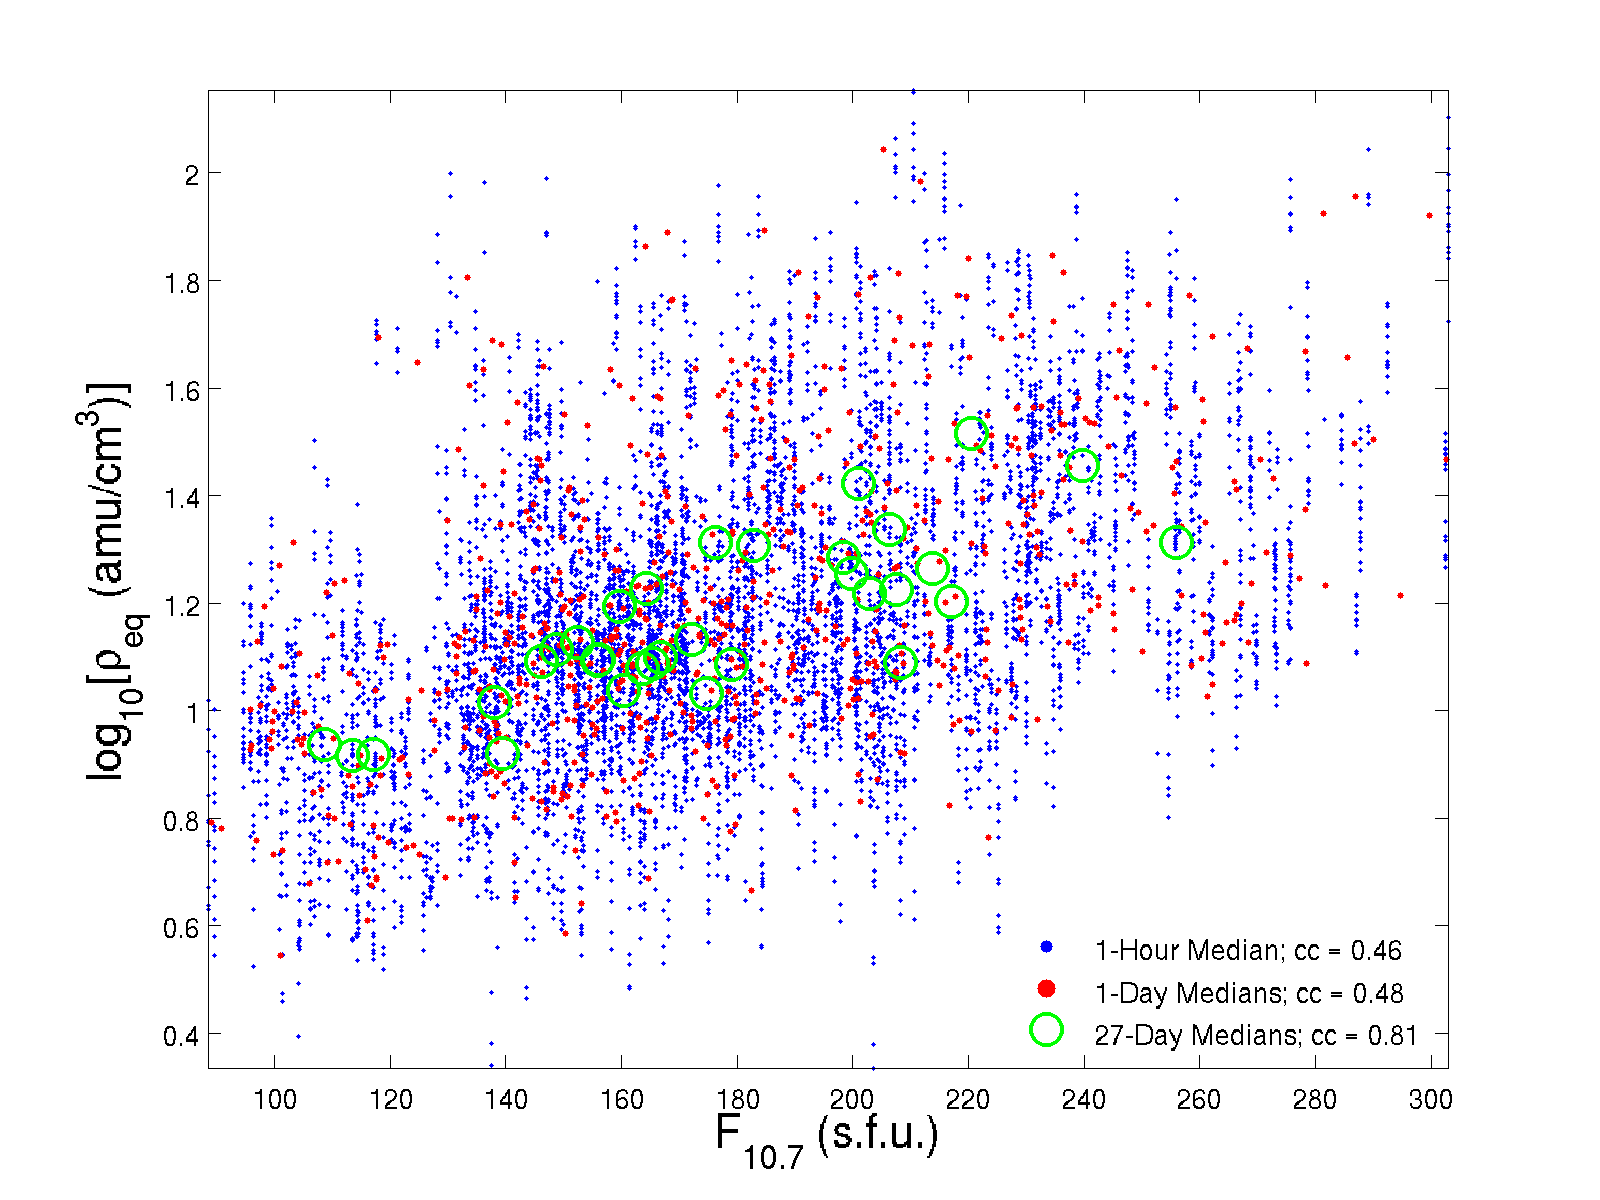 2
1.8
1.6
1.4
1.2
1
0.8
0.6
0.4
log10[ρeq (amu/cm3)]
1-Hour Median; cc = 0.46
1-Day Medians; cc = 0.48
27-Day Medians; cc = 0.81
100 120 140 160 180 200 220 240 260 280 300
F10.7 (s.f.u.)